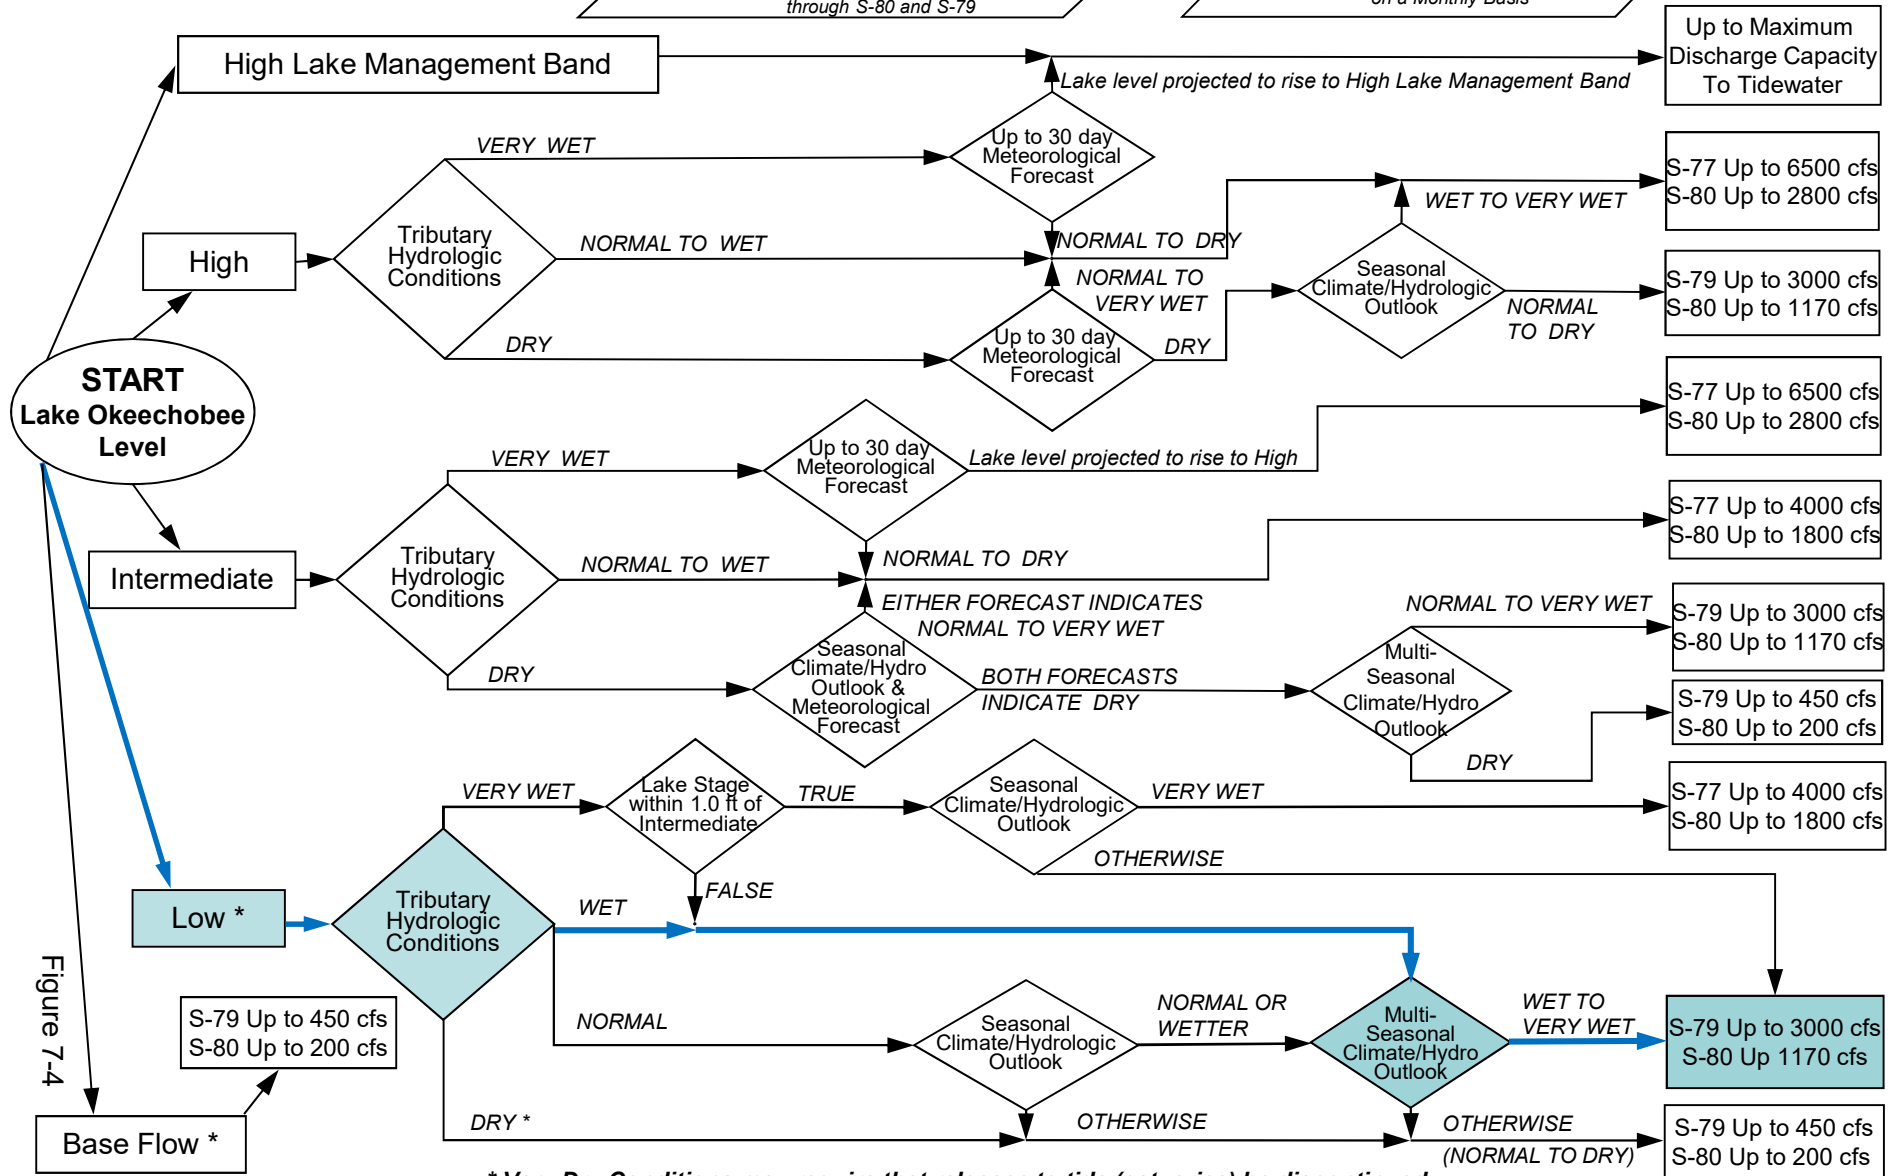 through S-80 and S-79
on a Monthly Basis
Up to Maximum
Discharge Capacity
To Tidewater
High Lake Management Band
Lake level projected to rise to High Lake Management Band
VERY WET
Up to 30 day
Meteorological
Forecast
S-77 Up to 6500 cfs
S-80 Up to 2800 cfs
WET TO VERY WET
Tributary
Hydrologic
Conditions
NORMAL TO WET
NORMAL TO DRY
High
NORMAL TO
VERY WET
Seasonal
Climate/Hydrologic
Outlook
NORMAL
TO DRY
S-79 Up to 3000 cfs
S-80 Up to 1170 cfs
DRY
Up to 30 day
Meteorological
Forecast
DRY
START
Lake Okeechobee
Level
S-77 Up to 6500 cfs
S-80 Up to 2800 cfs
VERY WET
Up to 30 day
Meteorological
Forecast
Lake level projected to rise to High
S-77 Up to 4000 cfs
S-80 Up to 1800 cfs
Intermediate
Tributary
Hydrologic
Conditions
NORMAL TO WET
NORMAL TO DRY
EITHER FORECAST INDICATES
NORMAL TO VERY WET
NORMAL TO VERY WET
S-79 Up to 3000 cfs
S-80 Up to 1170 cfs
DRY
Seasonal
Climate/Hydro
Outlook &
Meteorological
Forecast
BOTH FORECASTS
INDICATE DRY
Multi-
Seasonal
Climate/Hydro
Outlook
S-79 Up to 450 cfs
S-80 Up to 200 cfs
DRY
VERY WET
Lake Stage
within 1.0 ft of
Intermediate
TRUE
Seasonal
Climate/Hydrologic
Outlook
VERY WET
S-77 Up to 4000 cfs
S-80 Up to 1800 cfs
OTHERWISE
FALSE
Low *
Tributary
Hydrologic
Conditions
WET
Figure 7-4
S-79 Up to 450 cfs
S-80 Up to 200 cfs
NORMAL
Seasonal
Climate/Hydrologic
Outlook
NORMAL OR
WETTER
Multi-
Seasonal
Climate/Hydro
Outlook
WET TO
VERY WET
S-79 Up to 3000 cfs
S-80 Up 1170 cfs
Base Flow *
DRY *
OTHERWISE
OTHERWISE
(NORMAL TO DRY)
S-79 Up to 450 cfs
S-80 Up to 200 cfs